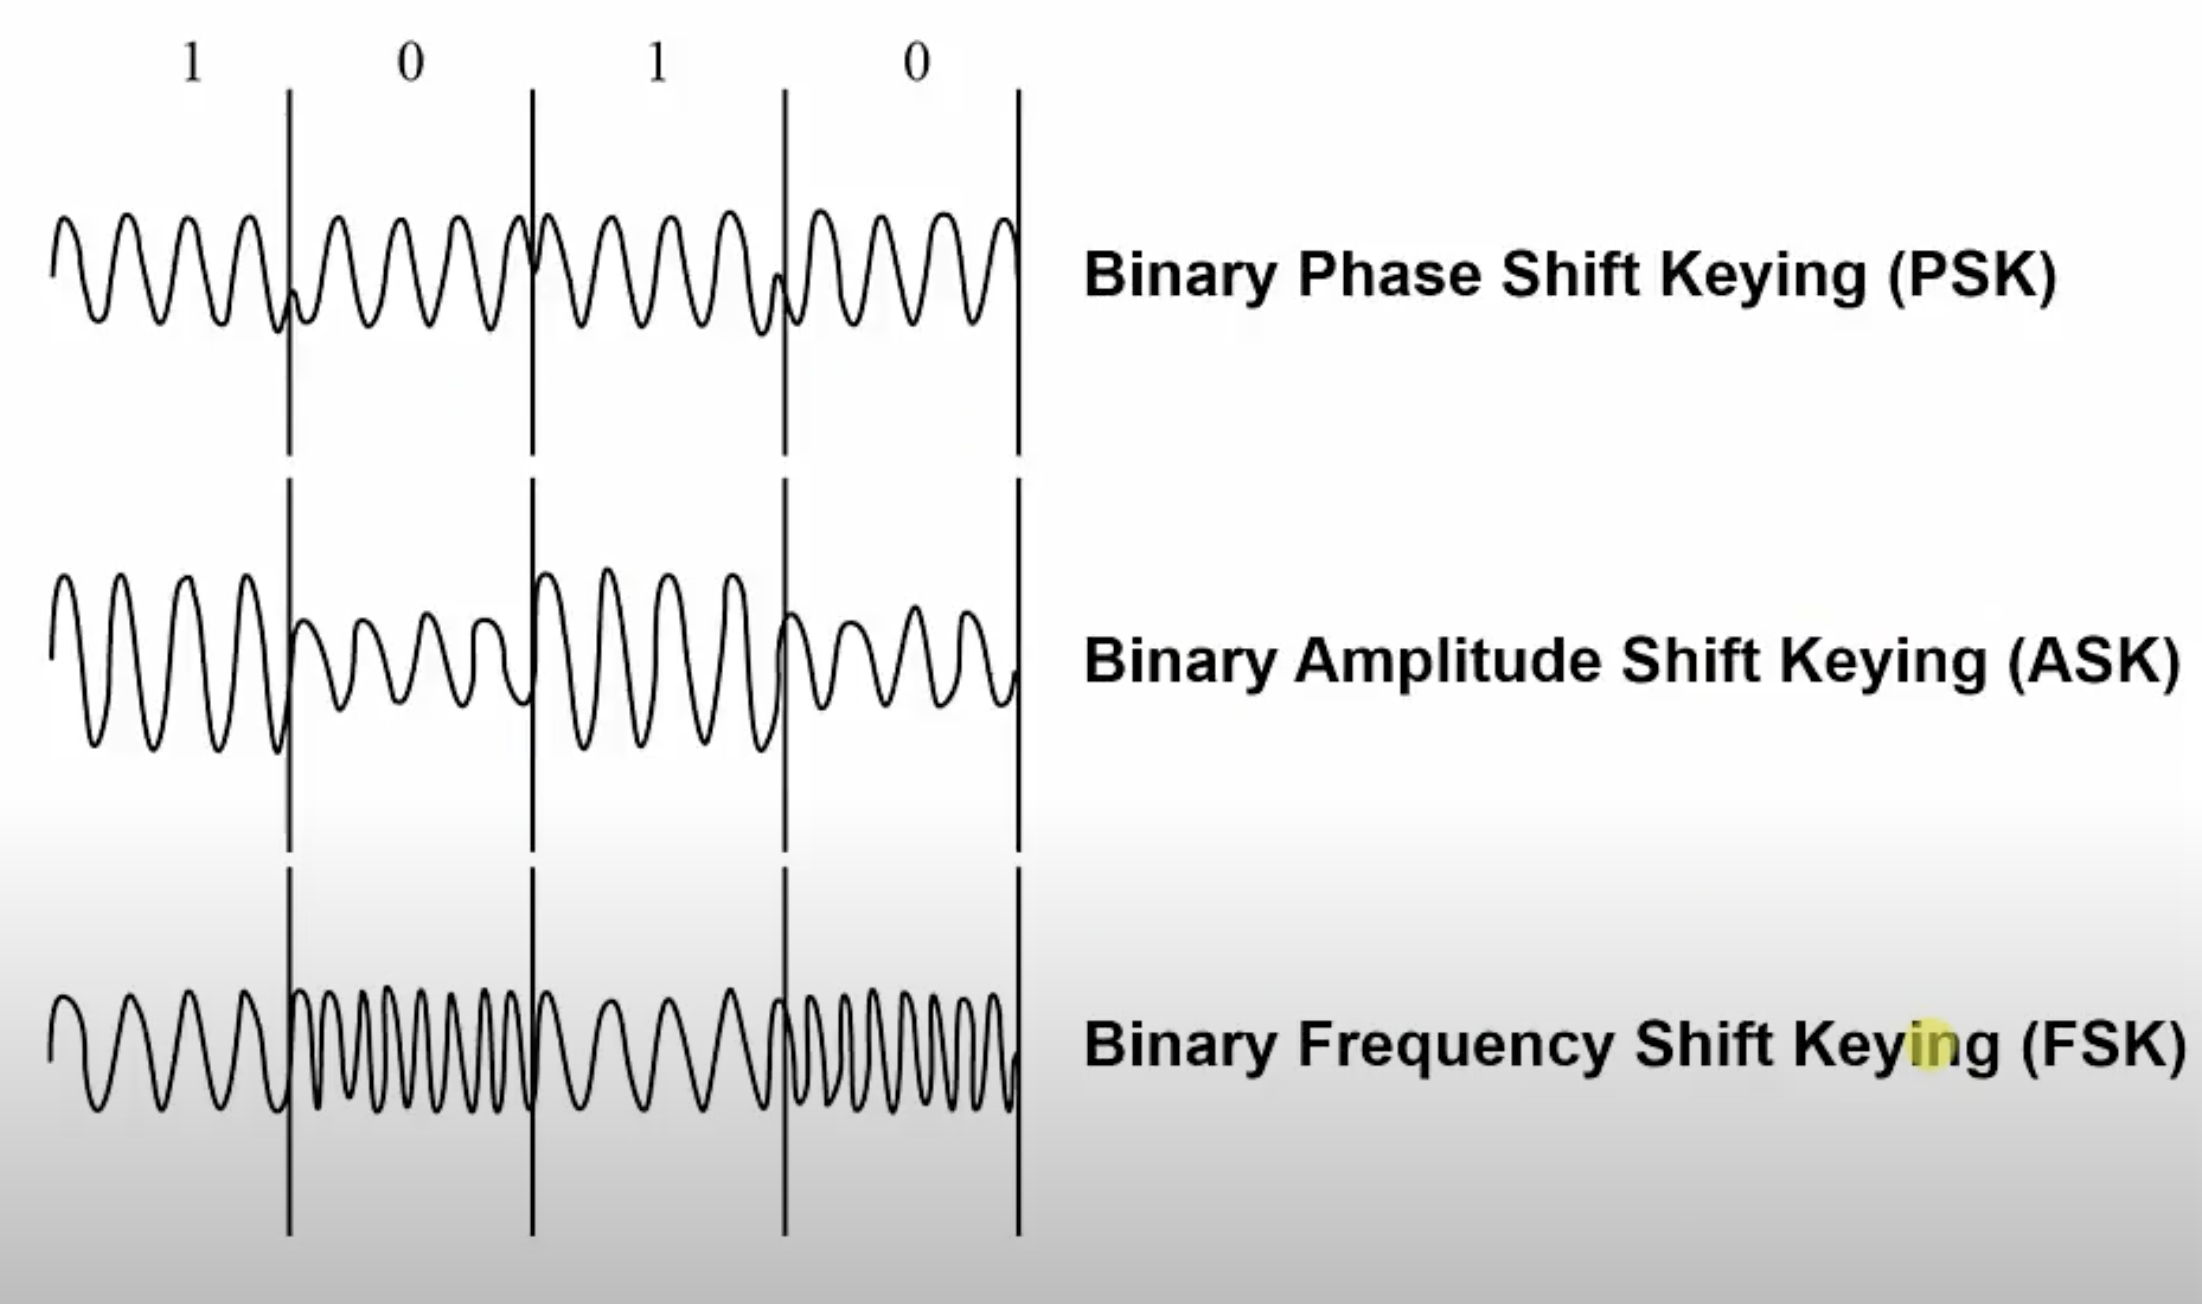 1 0 1 0
Binary Phase Shift Keying (PSK)
Binary Amplitude Shift Keying (ASK)
Binary Frequency Shift Keying (FSK)